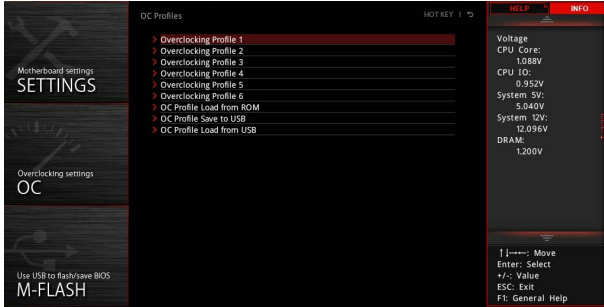 OC Profiles
HOT KEY | ⮌
HELP
INFO
Motherboard settings
SETTINGS
Overclocking settings
OC
Use USB to flash/save BIOS
M-FLASH
> Overclocking Profile 1
> Overclocking Profile 2
> Overclocking Profile 3
> Overclocking Profile 4
> Overclocking Profile 5
> Overclocking Profile 6
> OC Profile Load from ROM
> OC Profile Save to USB
> OC Profile Load from USB
Voltage
CPU Core:
1.088V
CPU IO:
0.952V
System 5V:
5.040V
System 12V:
12.096V
DRAM:
1.200V
↑↓→←: Move
Enter: Select
+/-: Value
ESC: Exit
F1: General Help